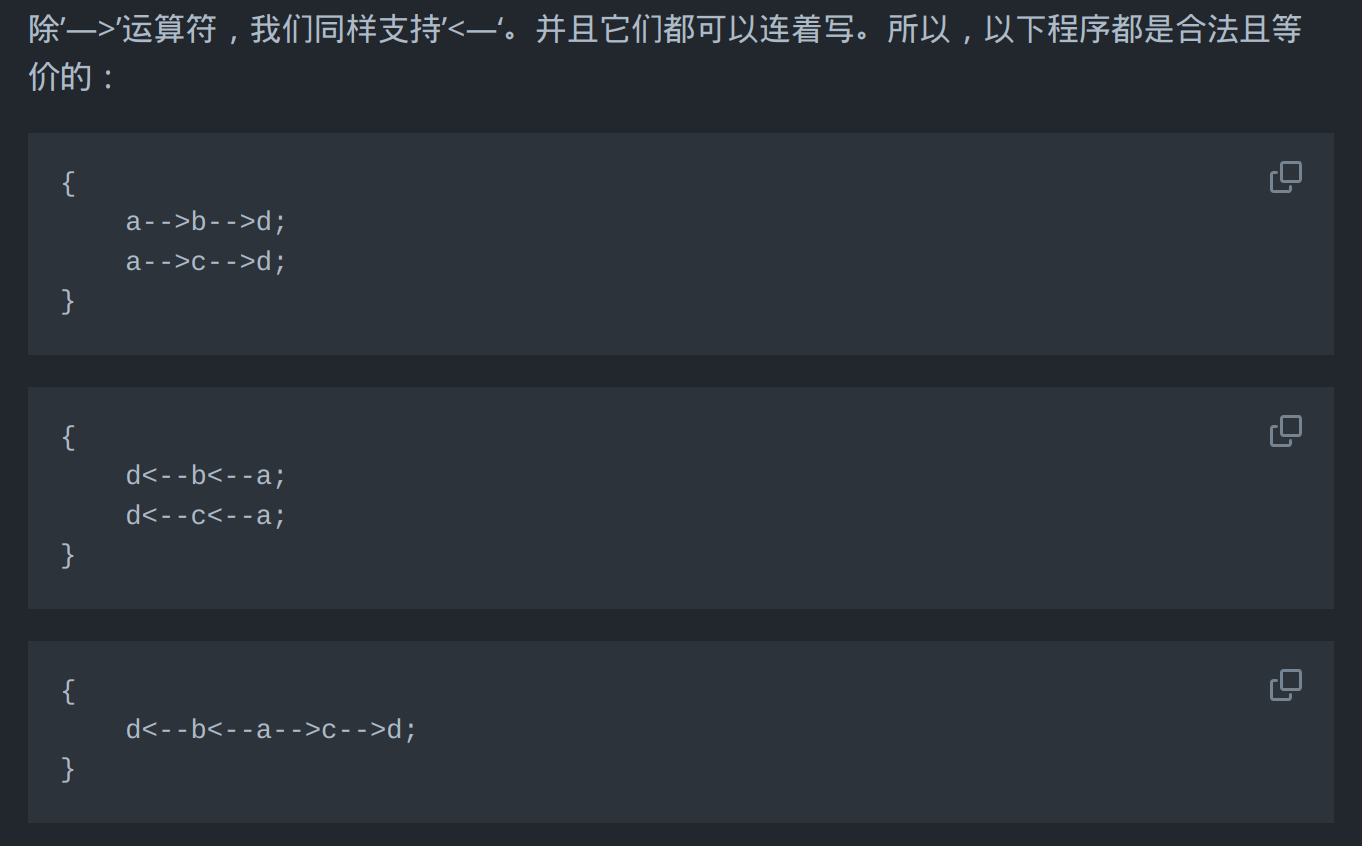 除’—>’运算符，我们同样支持’<—‘。并且它们都可以连着写。所以，以下程序都是合法且等
价的：
{
    a-->b-->d;
    a-->c-->d;
}
{
    d<--b<--a;
    d<--c<--a;
}
{
    d<--b<--a-->c-->d;
}